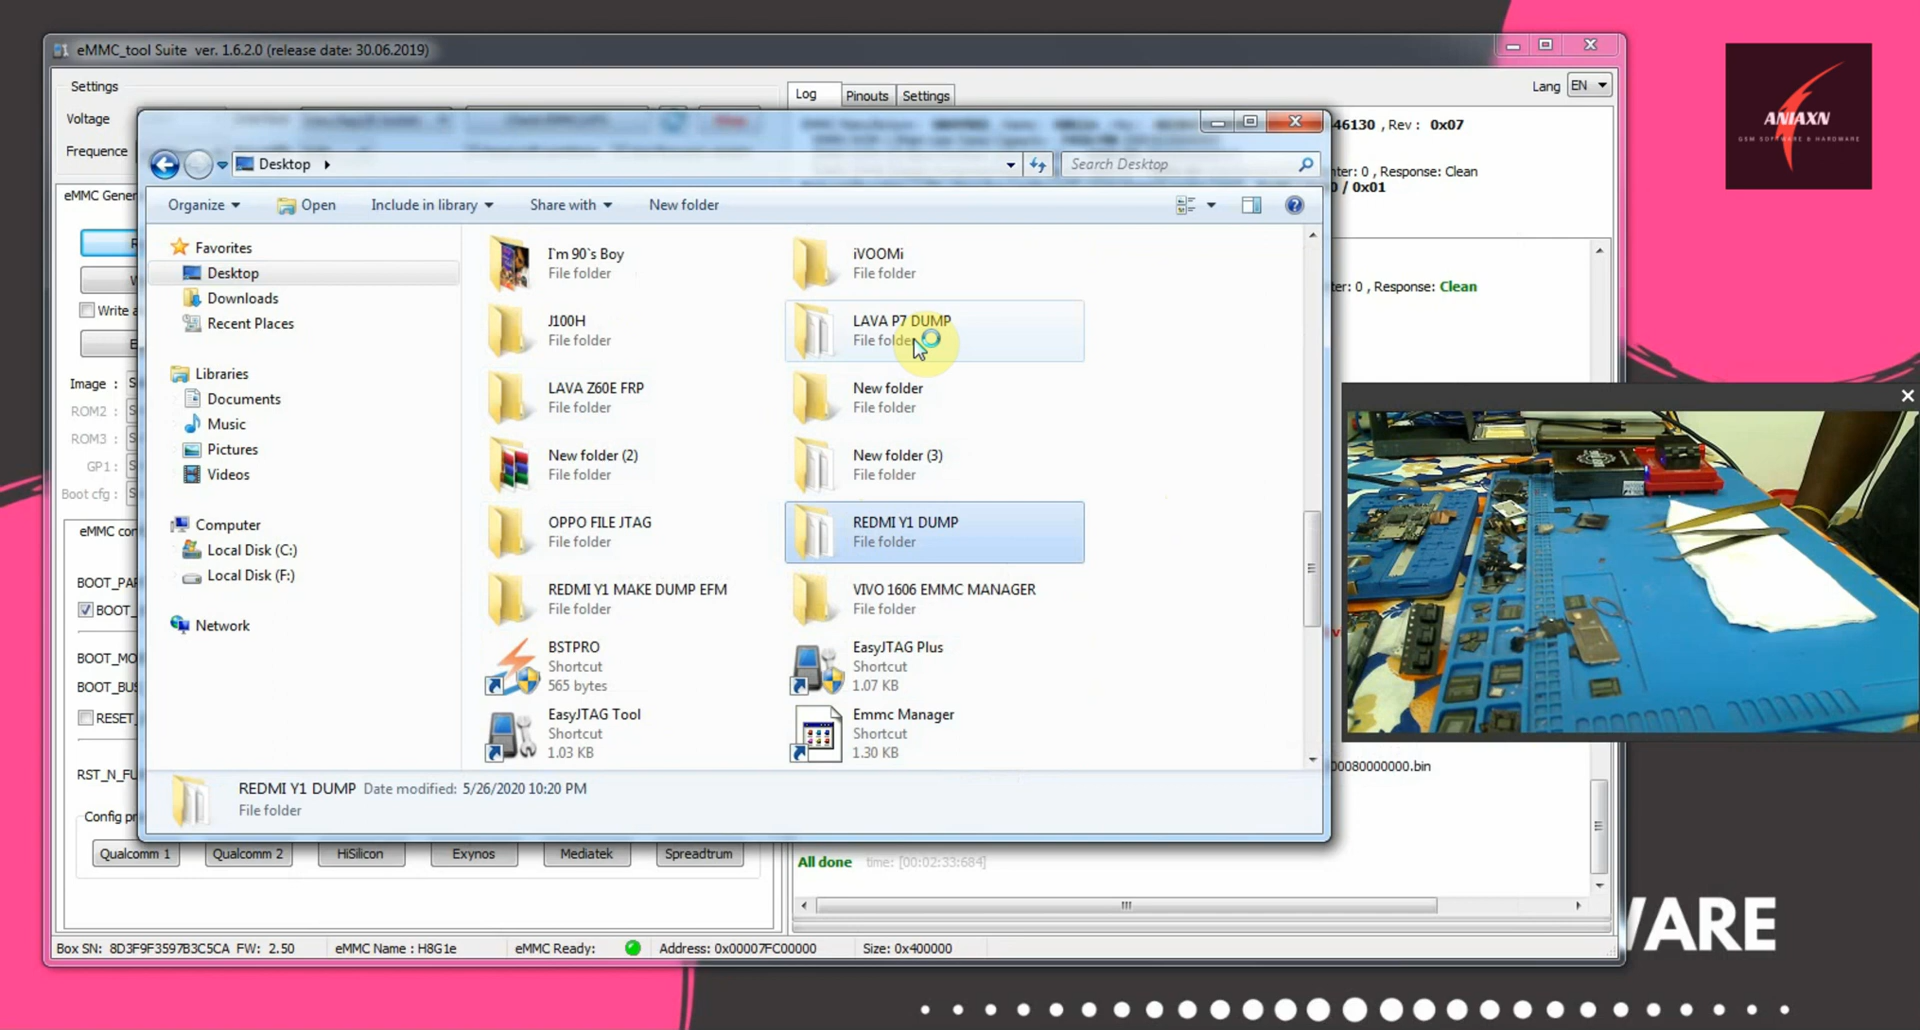 eMMC_tool Suite ver. 1.6.2.0 (release date: 30.06.2019)
Settings
Voltage
Frequence
Log
Pinouts
Settings
Lang
EN
46130 , Rev : 0x07
nter: 0 , Response: Clean
0 / 0x01
ANIAXN
GSM SOFTWARE & HARDWARE
Desktop
Search Desktop
Organize
Open
Include in library
Share with
New folder
eMMC Gener
Write a
Image :
ROM2 :
ROM3 :
GP1 :
Boot cfg :
eMMC con
BOOT_PAR
BOOT_
BOOT_MO
BOOT_BUS
RESET_
RST_N_FU
Config pr
Favorites
Desktop
Downloads
Recent Places
Libraries
Documents
Music
Pictures
Videos
Computer
Local Disk (C:)
Local Disk (F:)
Network
I`m 90`s Boy
File folder
iVOOMi
File folder
J100H
File folder
LAVA P7 DUMP
File folder
LAVA Z60E FRP
File folder
New folder
File folder
New folder (2)
File folder
New folder (3)
File folder
OPPO FILE JTAG
File folder
REDMI Y1 DUMP
File folder
REDMI Y1 MAKE DUMP EFM
File folder
VIVO 1606 EMMC MANAGER
File folder
BSTPRO
Shortcut
565 bytes
EasyJTAG Plus
Shortcut
1.07 KB
EasyJTAG Tool
Shortcut
1.03 KB
Emmc Manager
Shortcut
1.30 KB
REDMI Y1 DUMP Date modified: 5/26/2020 10:20 PM
File folder
ter: 0 , Response: Clean
00080000000.bin
Qualcomm 1
Qualcomm 2
HiSilicon
Exynos
Mediatek
Spreadtrum
All done time: [00:02:33:684]
Box SN: 8D3F9F3597B3C5CA FW: 2.50
eMMC Name : H8G1e
eMMC Ready:
Address: 0x00007FC00000
Size: 0x400000
WARE